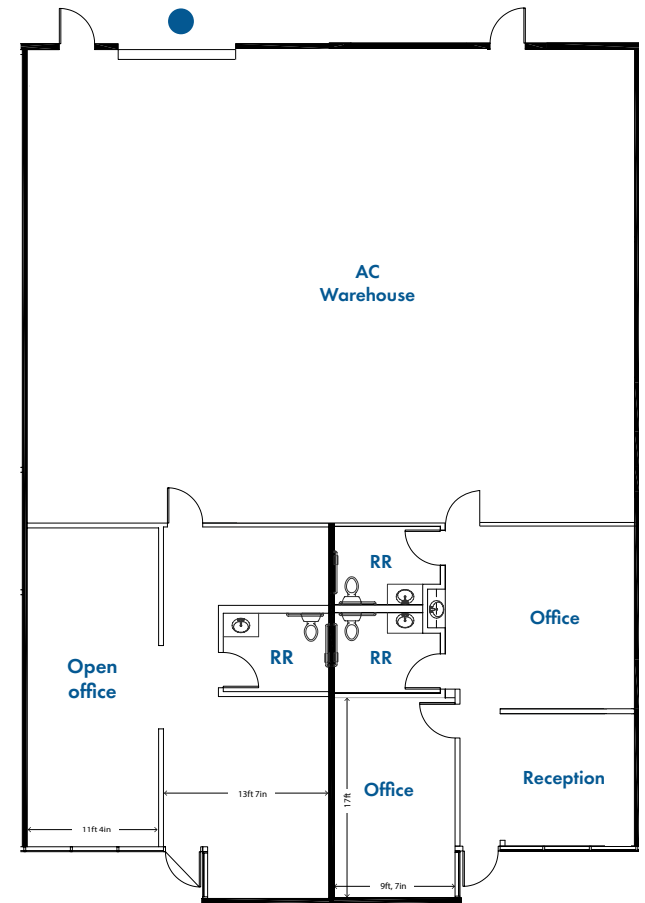 AC
Warehouse
RR
Office
RR
RR
Open
office
Reception
Office
13ft 7in
17ft
11ft 4in
9ft, 7in